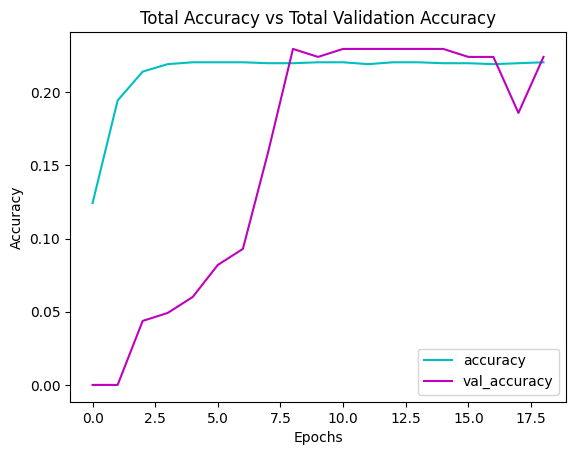 Total Accuracy vs Total Validation Accuracy
Accuracy
0.20
0.15
0.10
0.05
0.00
accuracy
val_accuracy
0.0 2.5 5.0 7.5 10.0 12.5 15.0 17.5
Epochs